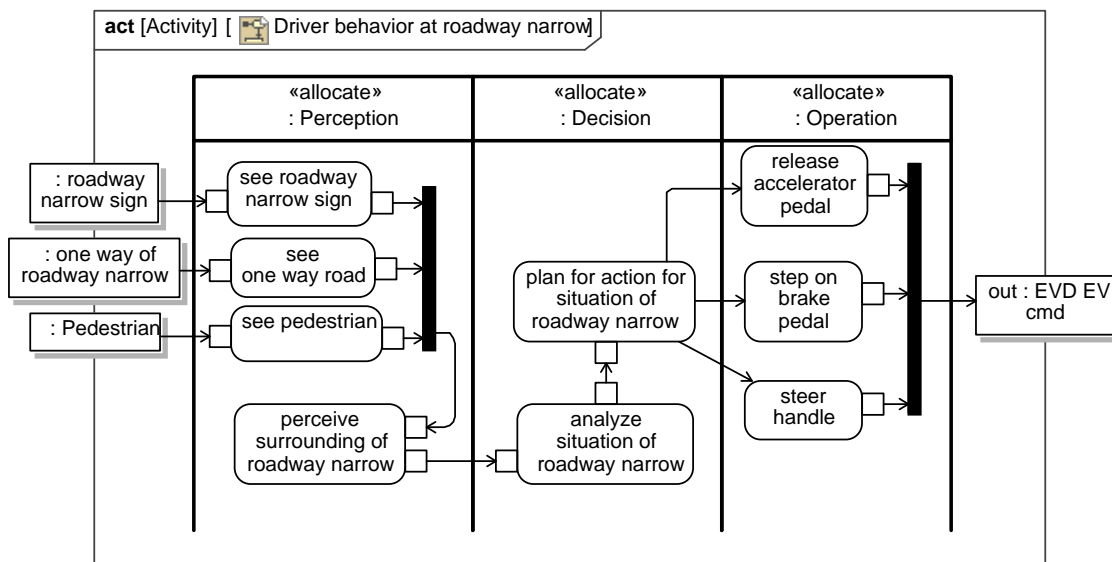 act [Activity] [ Driver behavior at roadway narrow]
«allocate»
: Perception
«allocate»
: Decision
«allocate»
: Operation
: roadway
narrow sign
see roadway
narrow sign
release
accelerator
pedal
: one way of
roadway narrow
see
one way road
plan for action for
situation of
roadway narrow
step on
brake
pedal
out : EVD EV
cmd
: Pedestrian
see pedestrian
perceive
surrounding of
roadway narrow
analyze
situation of
roadway narrow
steer
handle